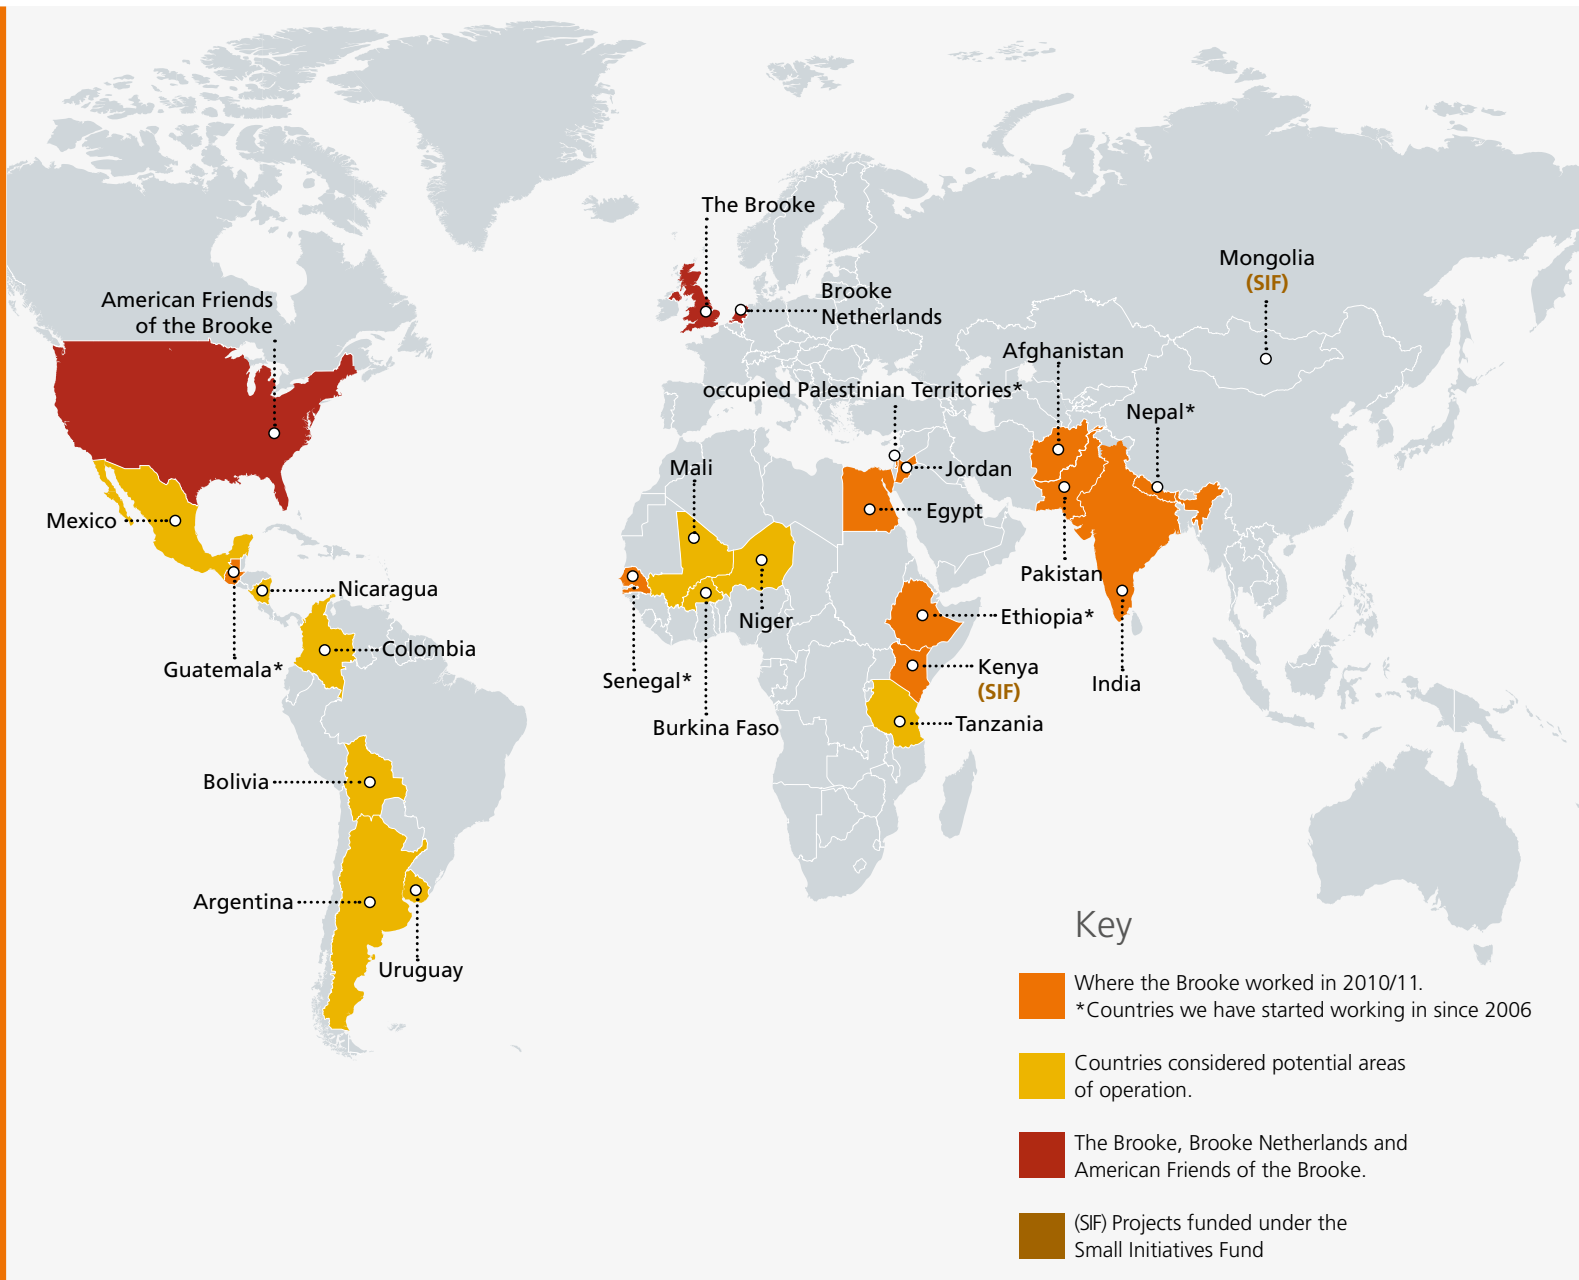 The Brooke
Mongolia
(SIF)
American Friends
of the Brooke
Brooke
Netherlands
Afghanistan
occupied Palestinian Territories*
Nepal*
Mali
Jordan
Mexico
Egypt
Pakistan
Nicaragua
Niger
Ethiopia*
Colombia
Guatemala*
Senegal*
Kenya
(SIF)
India
Burkina Faso
Tanzania
Bolivia
Argentina
Uruguay
Key
Where the Brooke worked in 2010/11.
*Countries we have started working in since 2006
Countries considered potential areas
of operation.
The Brooke, Brooke Netherlands and
American Friends of the Brooke.
(SIF) Projects funded under the
Small Initiatives Fund